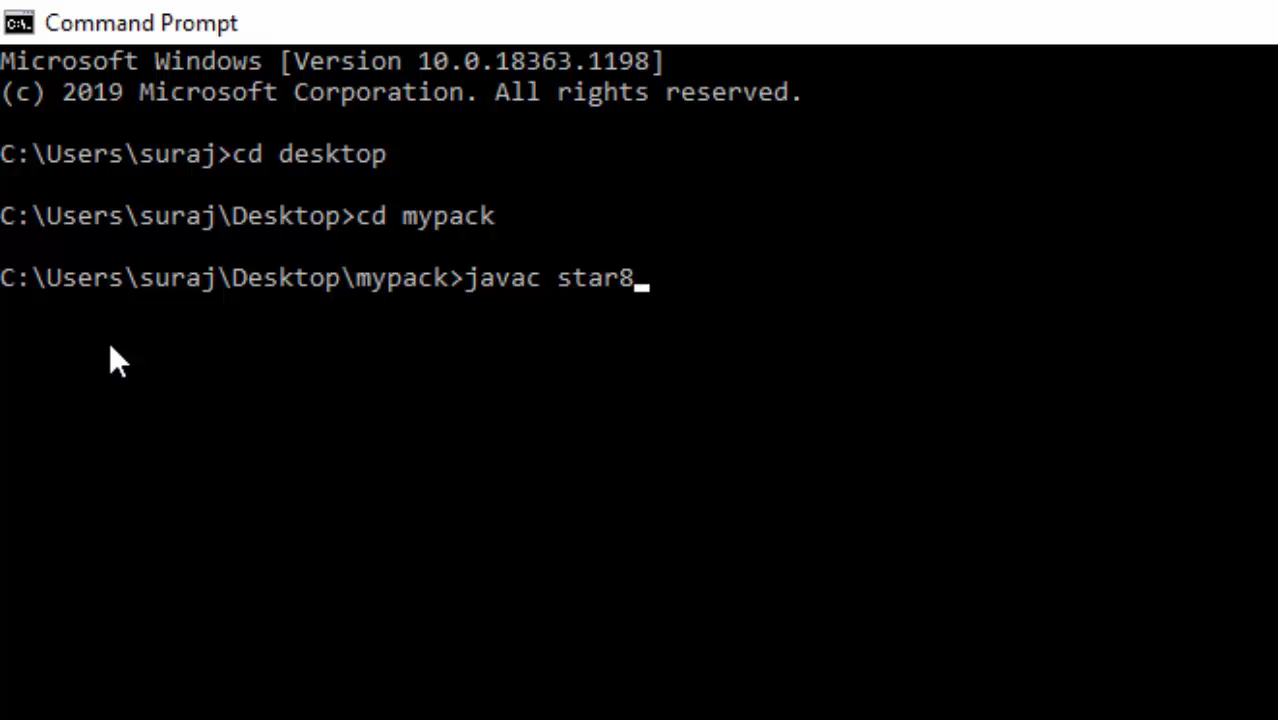 Command Prompt
Microsoft Windows [Version 10.0.18363.1198]
(c) 2019 Microsoft Corporation. All rights reserved.
C:\Users\suraj>cd desktop
C:\Users\suraj\Desktop>cd mypack
C:\Users\suraj\Desktop\mypack>javac star8